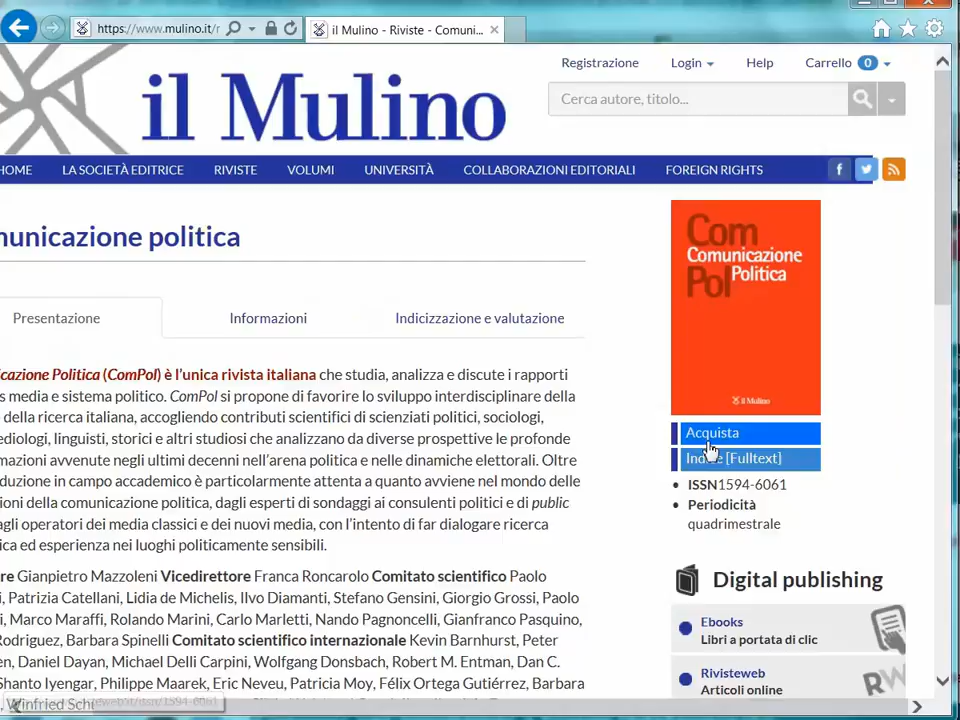 https://www.mulino.it/r
il Mulino - Riviste - Comuni...
Registrazione
Login
Help
Carrello 0
il Mulino
Cerca autore, titolo...
HOME
LA SOCIETÀ EDITRICE
RIVISTE
VOLUMI
UNIVERSITÀ
COLLABORAZIONI EDITORIALI
FOREIGN RIGHTS
f
municazione politica
Com
Comunicazione
Pol Politica
il Mulino
Presentazione
Informazioni
Indicizzazione e valutazione
cazione Politica (ComPol) è l'unica rivista italiana che studia, analizza e discute i rapporti
s media e sistema politico. ComPol si propone di favorire lo sviluppo interdisciplinare della
della ricerca italiana, accogliendo contributi scientifici di scienziati politici, sociologi,
ediologi, linguisti, storici e altri studiosi che analizzano da diverse prospettive le profonde
mazioni avvenute negli ultimi decenni nell'arena politica e nelle dinamiche elettorali. Oltre
duzione in campo accademico è particolarmente attenta a quanto avviene nel mondo delle
ioni della comunicazione politica, dagli esperti di sondaggi ai consulenti politici e di public
agli operatori dei media classici e dei nuovi media, con l'intento di far dialogare ricerca
ica ed esperienza nei luoghi politicamente sensibili.
re Gianpietro Mazzoleni Vicedirettore Franca Roncarolo Comitato scientifico Paolo
i, Patrizia Catellani, Lidia de Michelis, Ilvo Diamanti, Stefano Gensini, Giorgio Grossi, Paolo
i, Marco Maraffi, Rolando Marini, Carlo Marletti, Nando Pagnoncelli, Gianfranco Pasquino,
Rodriguez, Barbara Spinelli Comitato scientifico internazionale Kevin Barnhurst, Peter
en, Daniel Dayan, Michael Delli Carpini, Wolfgang Donsbach, Robert M. Entman, Dan C.
Shanto Iyengar, Philippe Maarek, Eric Neveu, Patricia Moy, Félix Ortega Gutiérrez, Barbara
, Winfried Schu
Acquista
Indice [Fulltext]
ISSN1594-6061
Periodicità
quadrimestrale
Digital publishing
Ebooks
Libri a portata di clic
Rivisteweb
Articoli online
RW